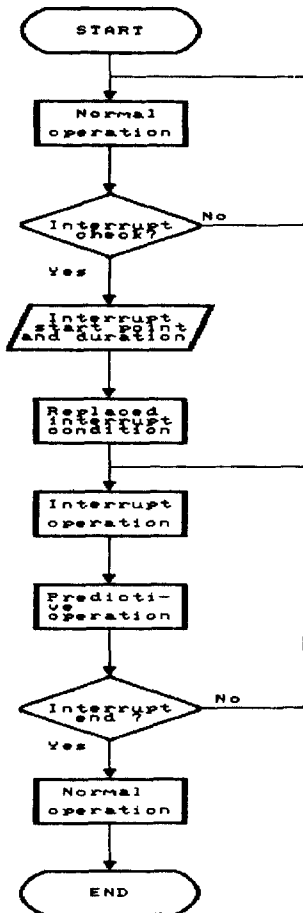 START
Normal
operation
Interrupt
check?
No
Yes
Interrupt
start point
and duration
Replaced
interrupt
condition
Interrupt
operation
Predicti-
ve
operation
Interrupt
end ?
No
Yes
Normal
operation
END